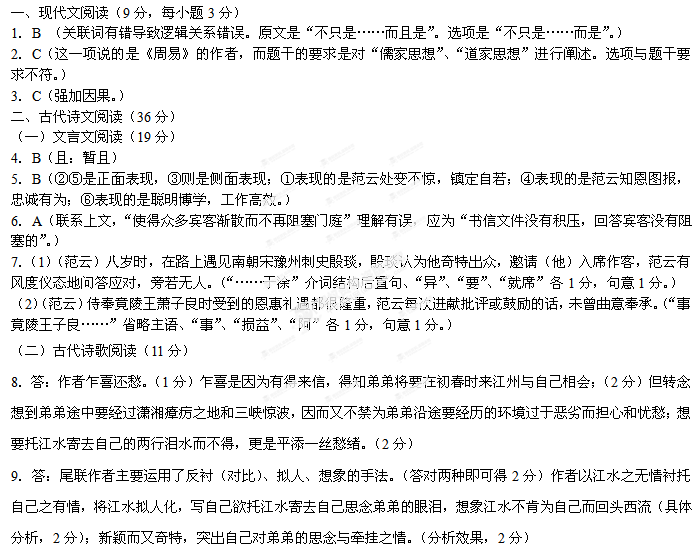 一、现代文阅读（9 分，每小题 3 分）
1．B （关联词有错导致逻辑关系错误。原文是“不只是……而且是”。选项是“不只是……而是”。）
2．C（这一项说的是《周易》的作者，而题干的要求是对“儒家思想”、“道家思想”进行阐述。选项与题干要
求不符。）
3．C（强加因果。）
二、古代诗文阅读（36 分）
（一）文言文阅读（19 分）
4．B（且：暂且）
5．B（②⑤是正面表现，③则是侧面表现；①表现的是范云处变不惊，镇定自若；④表现的是范云知恩图报，
忠诚有为；⑥表现的是聪明博学，工作高效。）
6．A（联系上文，“使得众多宾客渐散而不再阻塞门庭”理解有误，应为“书信文件没有积压，回答宾客没有阻
塞的”。）
7．（1）（范云）八岁时，在路上遇见南朝宋豫州刺史殷琰，殷琰认为他奇特出众，邀请（他）入席作客，范云有
风度仪态地问答应对，旁若无人。（“……于涂”介词结构后置句、“异”、“要”、“就席”各 1 分，句意 1 分。）
（2）（范云）侍奉竟陵王萧子良时受到的恩惠礼遇都很隆重，范云每次进献批评或鼓励的话，未曾曲意奉承。（“事
竟陵王子良……”省略主语、“事”、“损益”、“阿”各 1 分，句意 1 分。）
（二）古代诗歌阅读（11 分）
8．答：作者乍喜还愁。（1 分）乍喜是因为有得来信，得知弟弟将要在初春时来江州与自己相会；（2 分）但转念
想到弟弟途中要经过潇湘瘴疠之地和三峡惊波，因而又不禁为弟弟沿途要经历的环境过于恶劣而担心和忧愁；想
要托江水寄去自己的两行泪水而不得，更是平添一丝愁绪。（2 分）
9．答：尾联作者主要运用了反衬（对比）、拟人、想象的手法。（答对两种即可得 2 分）作者以江水之无情衬托
自己之有情，将江水拟人化，写自己欲托江水寄去自己思念弟弟的眼泪，想象江水不肯为自己而回头西流（具体
分析，2 分）；新颖而又奇特，突出自己对弟弟的思念与牵挂之情。（分析效果，2 分）